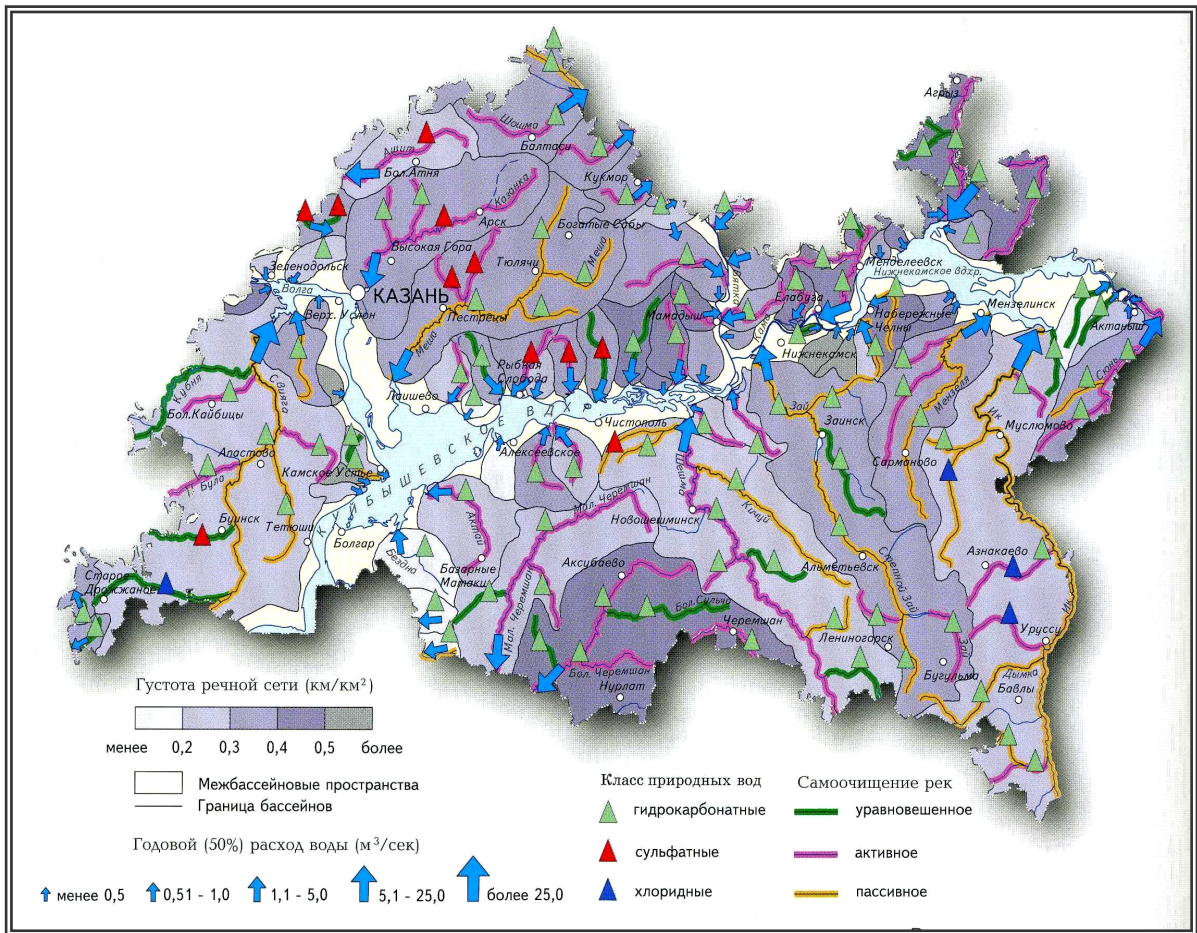 Агрыз
Шошма
Балтаси
Ашит
Бол.Атня
Кукмор
Казанка
Арск
Богатые Сабы
Высокая Гора
Тюлячи
Меша
Зеленодольск
Волга
КАЗАНЬ
Верх. Услон
Пестрецы
Меша
Вятка
Мамадыш
Елабуга
Кама
Менделеевск
Нижнекамское вдхр.
Мензелинск
Набережные
Челны
Актаныш
Нижнекамск
Рыбная
Слобода
Лаишево
Кубня
Свияга
Бол.Кайбицы
Апастово
Камское Устье
Була
Буинск
Тетюши
Старое
Дрожжаное
КУЙБЫШЕВСКОЕ ВДХР.
Чистополь
Алексеевское
Зай
Заинск
Мензеля
Ик
Муслюмово
Сюнь
Сарманово
Шешма
Кичуй
Мал. Черемшан
Новошешминск
Актай
Болгар
Бездна
Базарные
Матаки
Аксубаево
Альметьевск
Степной Зай
Азнакаево
Мал. Черемшан
Бол.Сульча
Черемшан
Лениногорск
Зай
Ик
Уруссу
Бугульма
Дымка
Бавлы
Бол. Черемшан
Нурлат
Густота речной сети (км/км²)
менее 0,2 0,3 0,4 0,5 более
Межбассейновые пространства
Граница бассейнов
Годовой (50%) расход воды (м³/сек)
менее 0,5 0,51 - 1,0 1,1 - 5,0 5,1 - 25,0 более 25,0
Класс природных вод
гидрокарбонатные
сульфатные
хлоридные
Самоочищение рек
уравновешенное
активное
пассивное